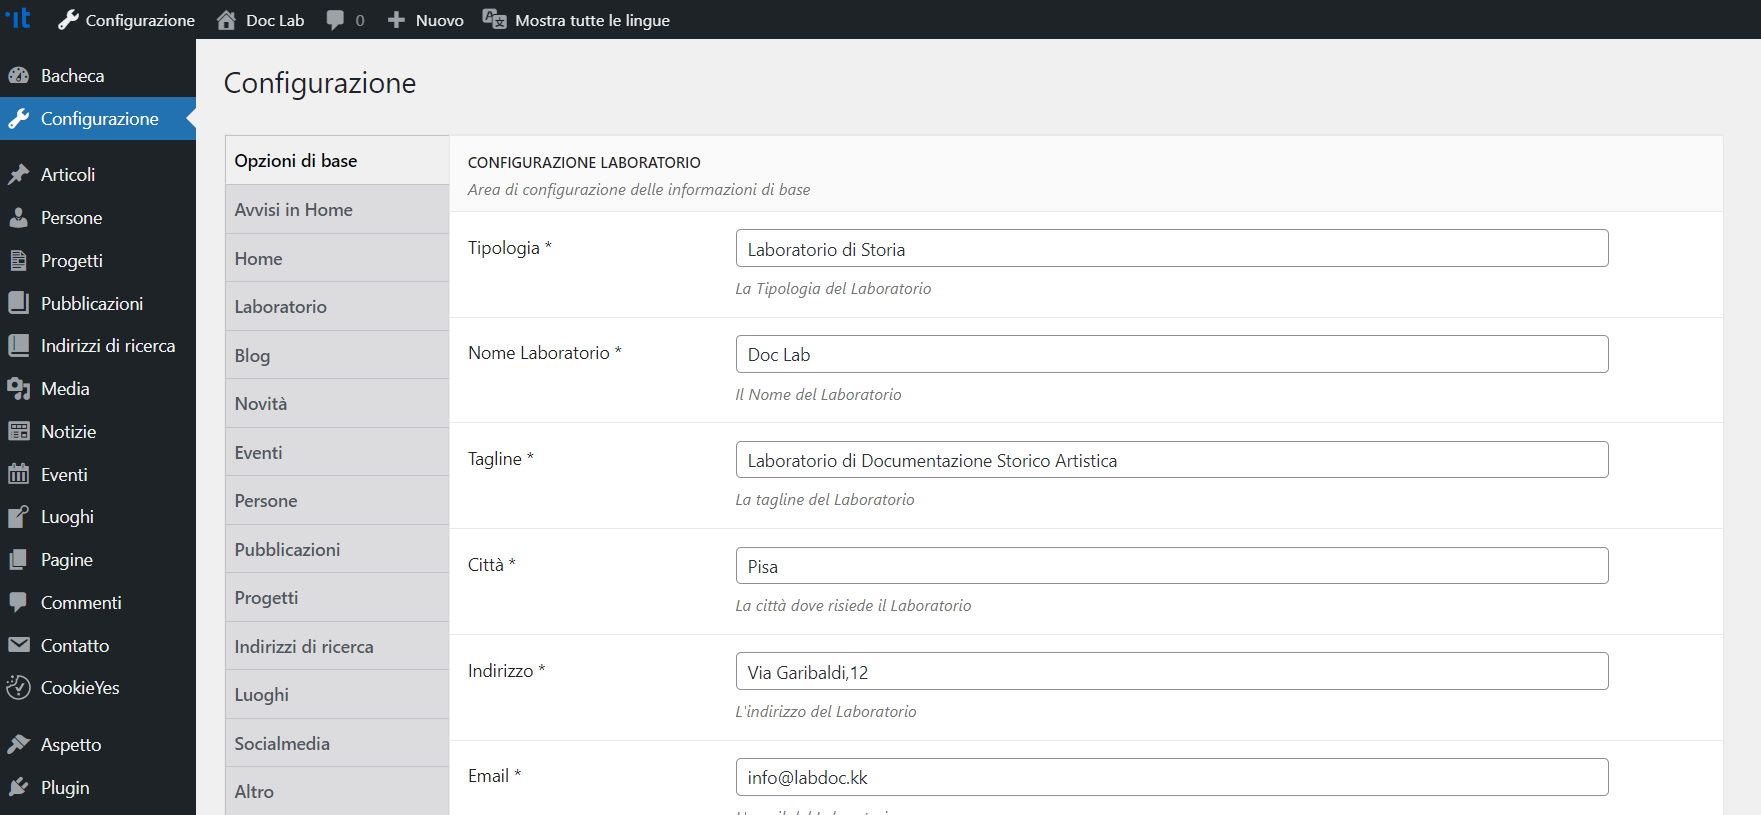 it Configurazione Doc Lab 0 Nuovo Mostra tutte le lingue
Bacheca
Configurazione
Articoli
Persone
Progetti
Pubblicazioni
Indirizzi di ricerca
Media
Notizie
Eventi
Luoghi
Pagine
Commenti
Contatto
CookieYes
Aspetto
Plugin
Configurazione
Opzioni di base
Avvisi in Home
Home
Laboratorio
Blog
Novità
Eventi
Persone
Pubblicazioni
Progetti
Indirizzi di ricerca
Luoghi
Socialmedia
Altro
CONFIGURAZIONE LABORATORIO
Area di configurazione delle informazioni di base
Tipologia *
Laboratorio di Storia
La Tipologia del Laboratorio
Nome Laboratorio *
Doc Lab
Il Nome del Laboratorio
Tagline *
Laboratorio di Documentazione Storico Artistica
La tagline del Laboratorio
Città *
Pisa
La città dove risiede il Laboratorio
Indirizzo *
Via Garibaldi,12
L'indirizzo del Laboratorio
Email *
info@labdoc.kk